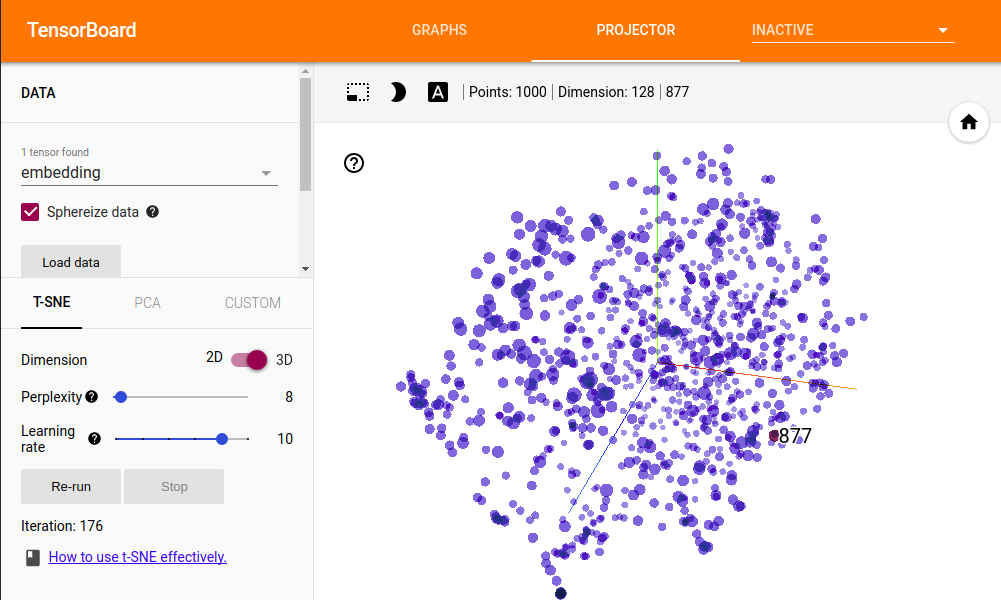 TensorBoard
GRAPHS
PROJECTOR
INACTIVE
DATA
A | Points: 1000 | Dimension: 128 | 877
1 tensor found
embedding
Sphereize data ?
Load data
?
T-SNE
PCA
CUSTOM
Dimension 2D 3D
Perplexity ? 8
Learning
rate ? 10
Re-run
Stop
Iteration: 176
How to use t-SNE effectively.
877